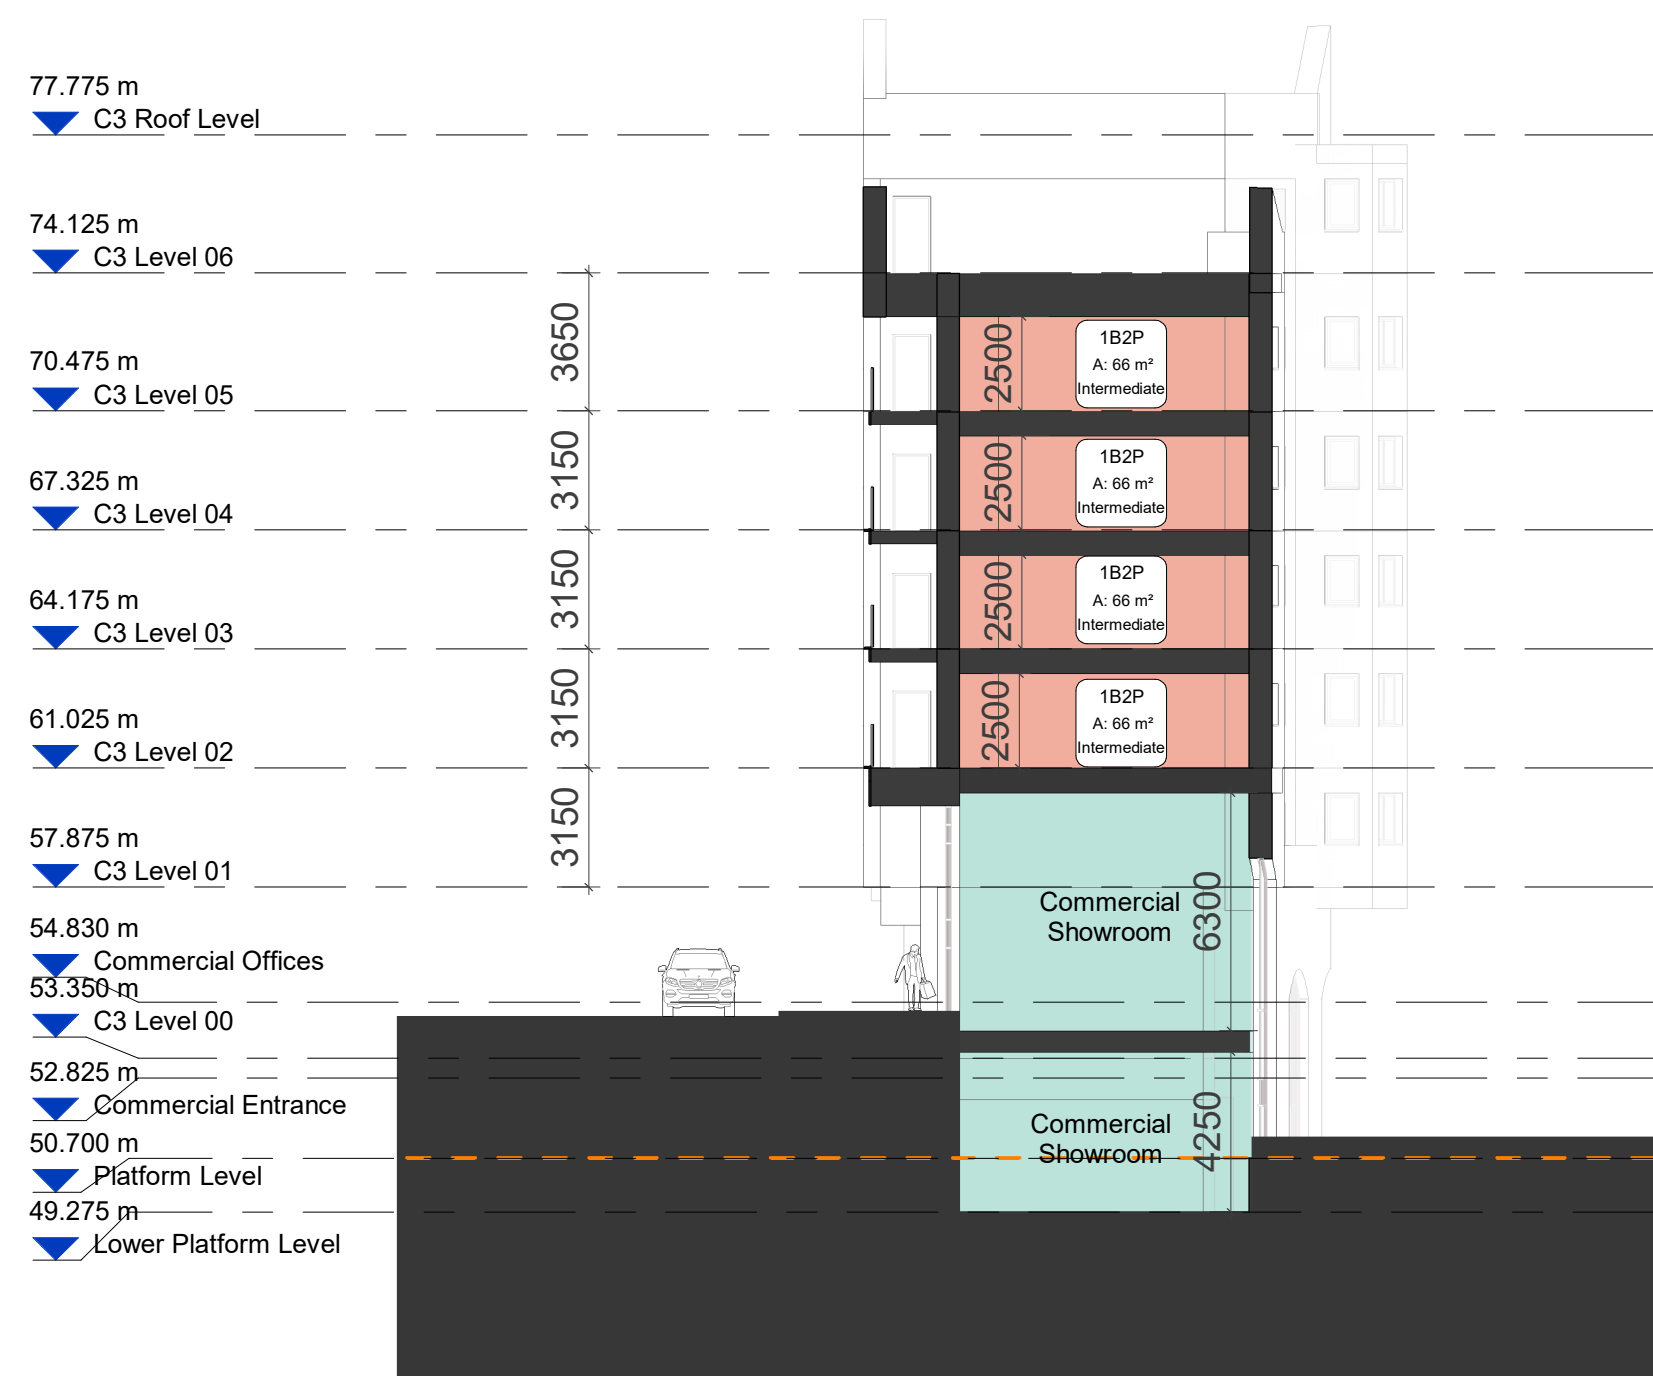 77.775 m
C3 Roof Level
74.125 m
C3 Level 06
70.475 m
C3 Level 05
67.325 m
C3 Level 04
64.175 m
C3 Level 03
61.025 m
C3 Level 02
57.875 m
C3 Level 01
54.830 m
Commercial Offices
53.350 m
C3 Level 00
52.825 m
Commercial Entrance
50.700 m
Platform Level
49.275 m
Lower Platform Level
3650
3150
3150
3150
3150
2500
1B2P
A: 66 m²
Intermediate
2500
1B2P
A: 66 m²
Intermediate
2500
1B2P
A: 66 m²
Intermediate
2500
1B2P
A: 66 m²
Intermediate
Commercial
Showroom
6300
Commercial
Showroom
4250